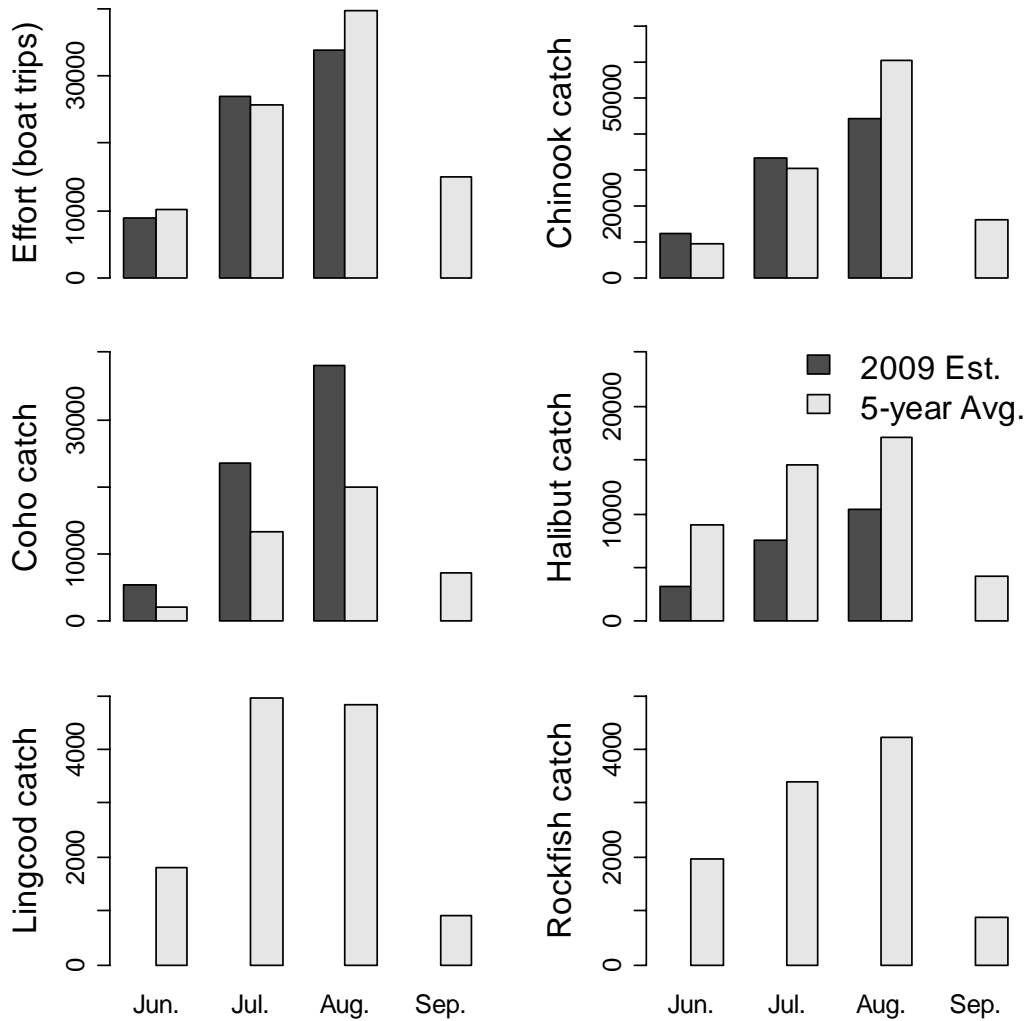 Effort (boat trips)
0
10000
30000
Chinook catch
0
20000
50000
Coho catch
0
10000
30000
Halibut catch
0
10000
20000
2009 Est.
5-year Avg.
Lingcod catch
0
2000
4000
Jun.
Jul.
Aug.
Sep.
Rockfish catch
0
2000
4000
Jun.
Jul.
Aug.
Sep.